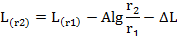 L(r2) = L(r1) − Alg r2/r1 − ΔL